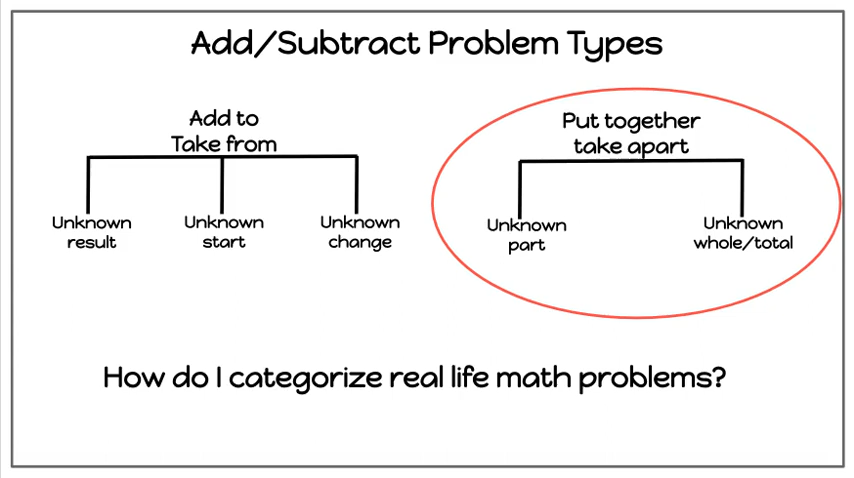 Add/Subtract Problem Types
Add to
Take from
Unknown
result
Unknown
start
Unknown
change
Put together
take apart
Unknown
part
Unknown
whole/total
How do I categorize real life math problems?